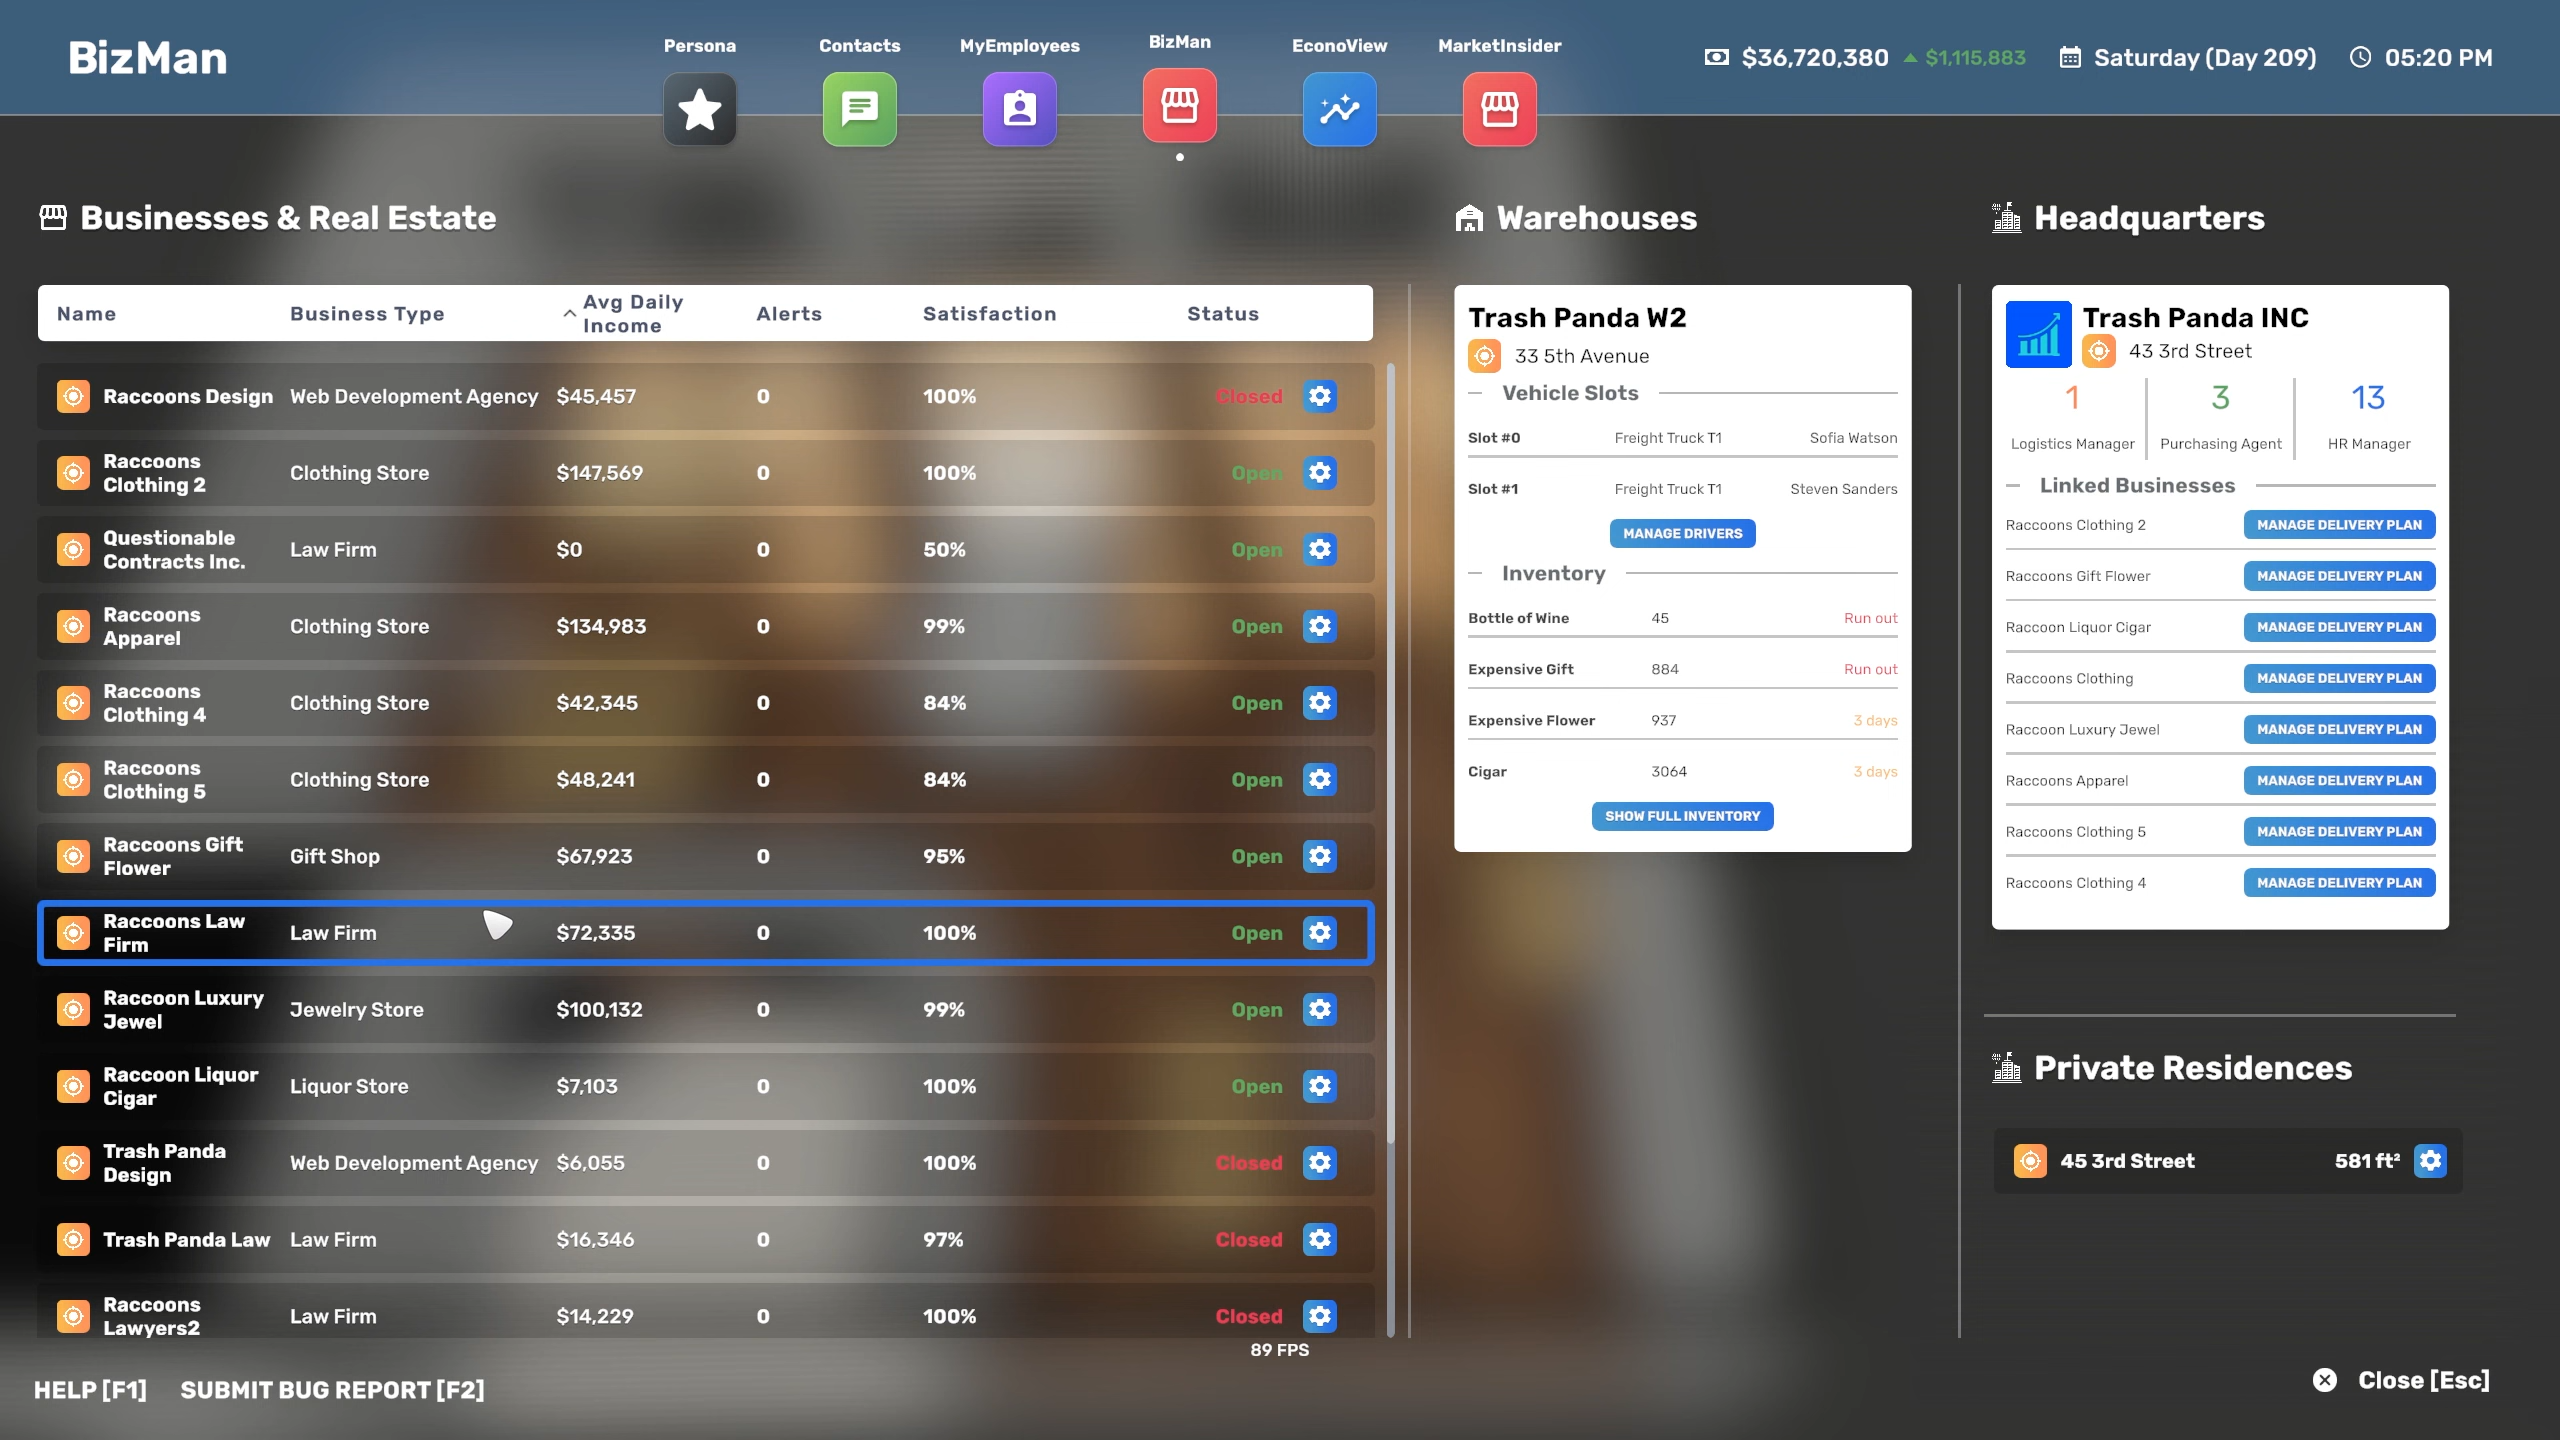 BizMan
Persona
Contacts
MyEmployees
BizMan
EconoView
MarketInsider
$36,720,380
$1,115,883
Saturday (Day 209)
05:20 PM
Businesses & Real Estate
Name
Business Type
Avg Daily
Income
Alerts
Satisfaction
Status
Raccoons Design
Web Development Agency
$45,457
0
100%
Closed
Raccoons
Clothing 2
Clothing Store
$147,569
0
100%
Open
Questionable
Contracts Inc.
Law Firm
$0
0
50%
Open
Raccoons
Apparel
Clothing Store
$134,983
0
99%
Open
Raccoons
Clothing 4
Clothing Store
$42,345
0
84%
Open
Raccoons
Clothing 5
Clothing Store
$48,241
0
84%
Open
Raccoons Gift
Flower
Gift Shop
$67,923
0
95%
Open
Raccoons Law
Firm
Law Firm
$72,335
0
100%
Open
Raccoon Luxury
Jewel
Jewelry Store
$100,132
0
99%
Open
Raccoon Liquor
Cigar
Liquor Store
$7,103
0
100%
Open
Trash Panda
Design
Web Development Agency
$6,055
0
100%
Closed
Trash Panda Law
Law Firm
$16,346
0
97%
Closed
Raccoons
Lawyers2
Law Firm
$14,229
0
100%
Closed
Warehouses
Trash Panda W2
33 5th Avenue
Vehicle Slots
Slot #0
Freight Truck T1
Sofia Watson
Slot #1
Freight Truck T1
Steven Sanders
MANAGE DRIVERS
Inventory
Bottle of Wine
45
Run out
Expensive Gift
884
Run out
Expensive Flower
937
3 days
Cigar
3064
3 days
SHOW FULL INVENTORY
Headquarters
Trash Panda INC
43 3rd Street
1
3
13
Logistics Manager
Purchasing Agent
HR Manager
Linked Businesses
Raccoons Clothing 2
MANAGE DELIVERY PLAN
Raccoons Gift Flower
MANAGE DELIVERY PLAN
Raccoon Liquor Cigar
MANAGE DELIVERY PLAN
Raccoons Clothing
MANAGE DELIVERY PLAN
Raccoon Luxury Jewel
MANAGE DELIVERY PLAN
Raccoons Apparel
MANAGE DELIVERY PLAN
Raccoons Clothing 5
MANAGE DELIVERY PLAN
Raccoons Clothing 4
MANAGE DELIVERY PLAN
Private Residences
45 3rd Street
581 ft²
89 FPS
HELP [F1]
SUBMIT BUG REPORT [F2]
Close [Esc]